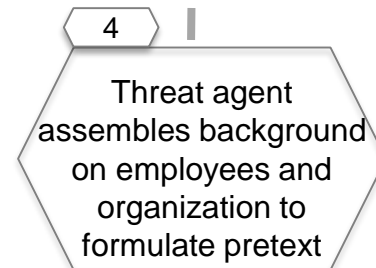 4
Threat agent
assembles background
on employees and
organization to
formulate pretext